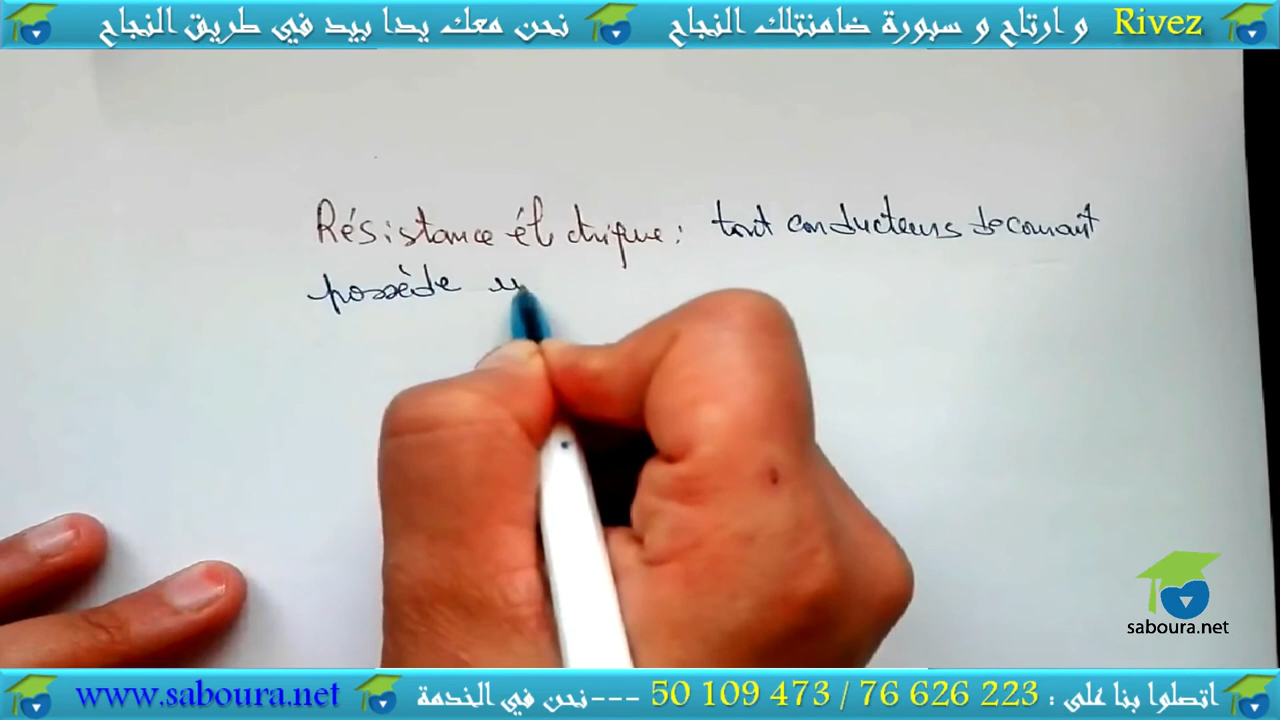 نحن معك يدا بيد في طريق النجاح و ارتاح و سبورة ضامنتلك النجاح Rivez
Résistance électrique : tout conducteurs de courant
possède u
saboura.net
www.saboura.net اتصلوا بنا على : 50 109 473 / 76 626 223 ---نحن في الخدمة